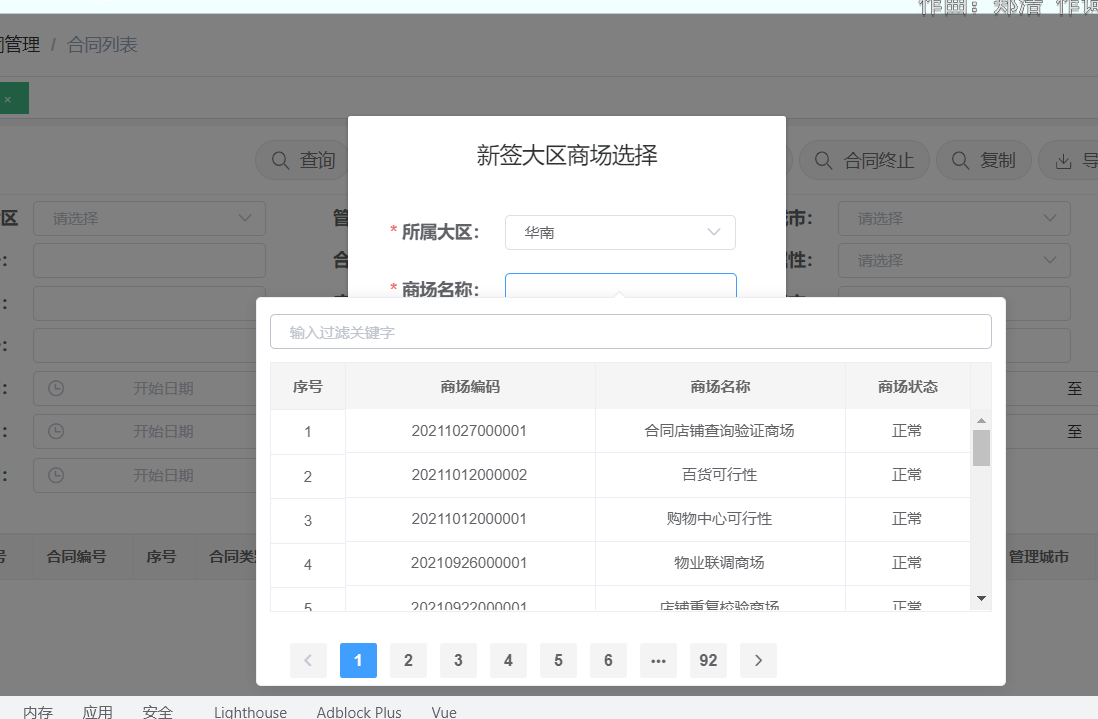 作曲：郑洁 作词
管理 / 合同列表
×
查询
合同终止
复制
导
新签大区商场选择
区 请选择
管
市： 请选择
* 所属大区： 华南
：
合
性： 请选择
* 商场名称：
：
：
： 开始日期
至
： 开始日期
至
： 开始日期
输入过滤关键字
序号 商场编码 商场名称 商场状态
1 20211027000001 合同店铺查询验证商场 正常
2 20211012000002 百货可行性 正常
3 20211012000001 购物中心可行性 正常
4 20210926000001 物业联调商场 正常
5 20210922000001 店铺重复校验商场 正常
号 合同编号 序号 合同类
管理城市
1 2 3 4 5 6 ••• 92
内存 应用 安全 Lighthouse Adblock Plus Vue